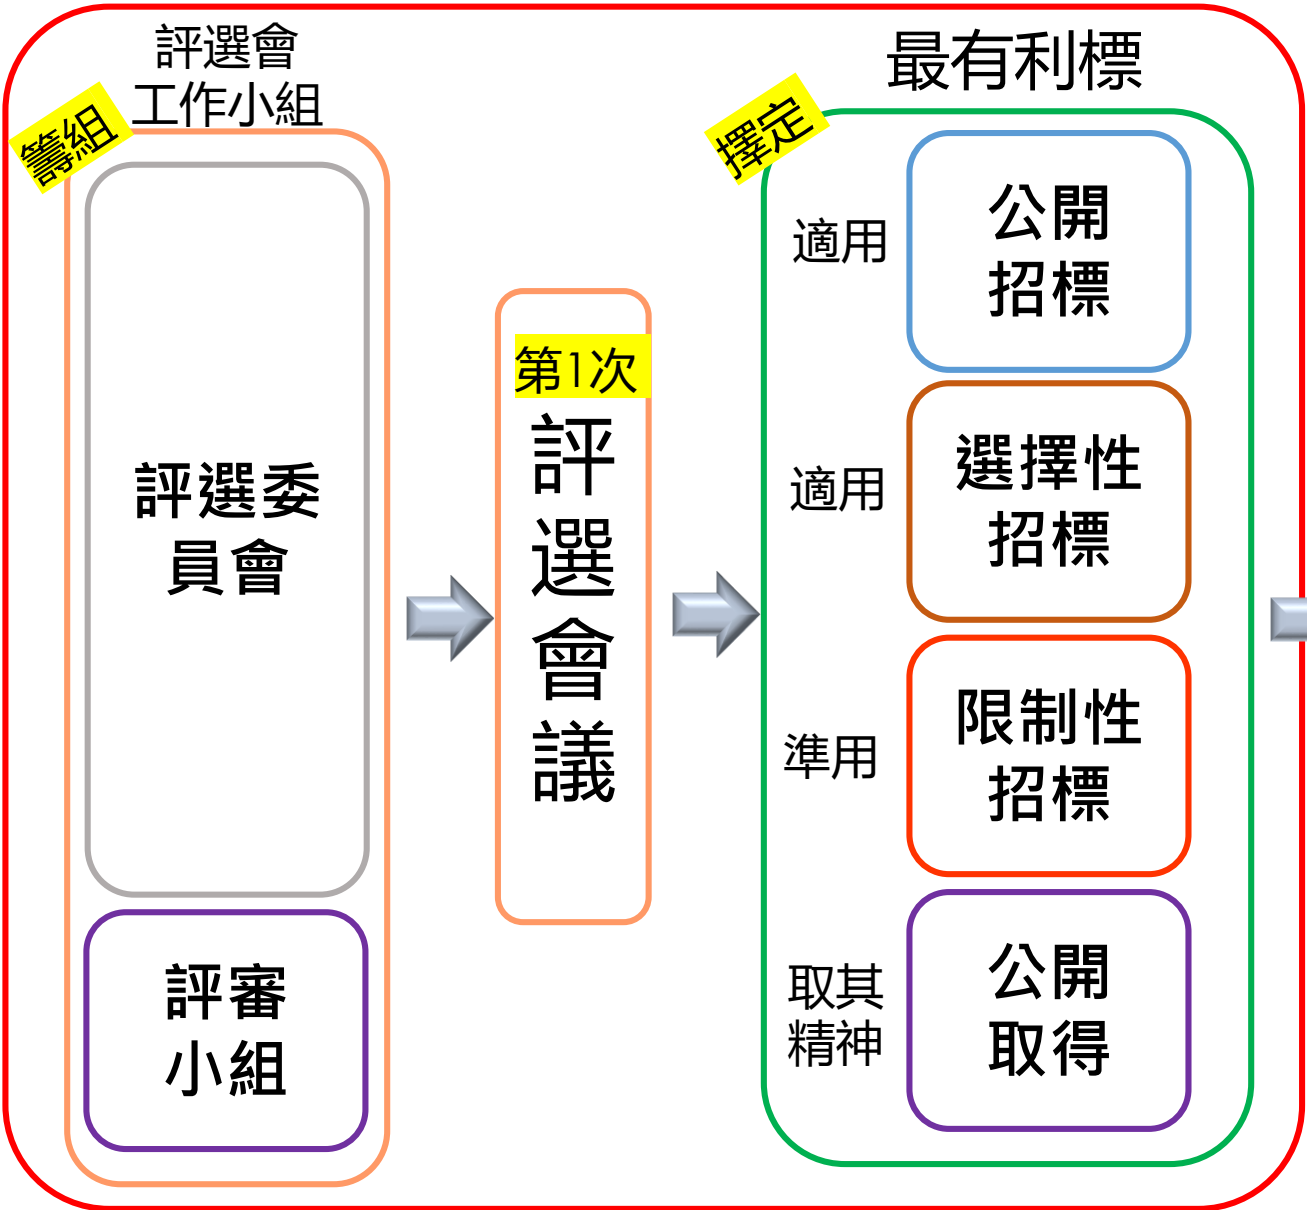 評選會
工作小組
籌組
評選委
員會
評審
小組
第1次
評
選
會
議
最有利標
擇定
適用
公開
招標
適用
選擇性
招標
準用
限制性
招標
取其
精神
公開
取得